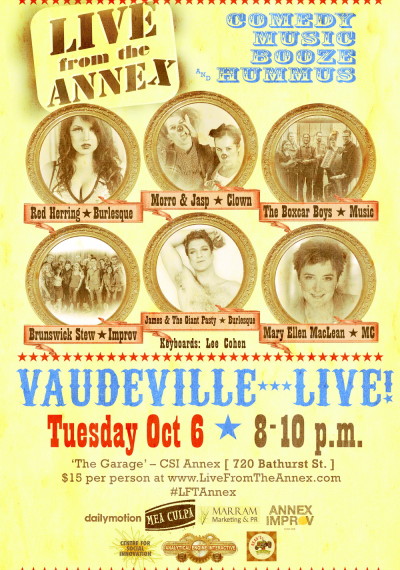 LIVE
from the
ANNEX
COMEDY
MUSIC
BOOZE
AND HUMMUS
Red Herring ★ Burlesque
Morro & Jasp ★ Clown
The Boxcar Boys ★ Music
Brunswick Stew ★ Improv
James & The Giant Pasty ★ Burlesque
Mary Ellen MacLean ★ MC
Keyboards: Lee Cohen
VAUDEVILLE★★★LIVE!
Tuesday Oct 6 ★ 8-10 p.m.
'The Garage' – CSI Annex [ 720 Bathurst St. ]
$15 per person at www.LiveFromTheAnnex.com
#LFTAnnex
dailymotion
MEA CULPA
MARRAM
Marketing & PR
ANNEX
IMPROV
CENTRE FOR
SOCIAL
INNOVATION